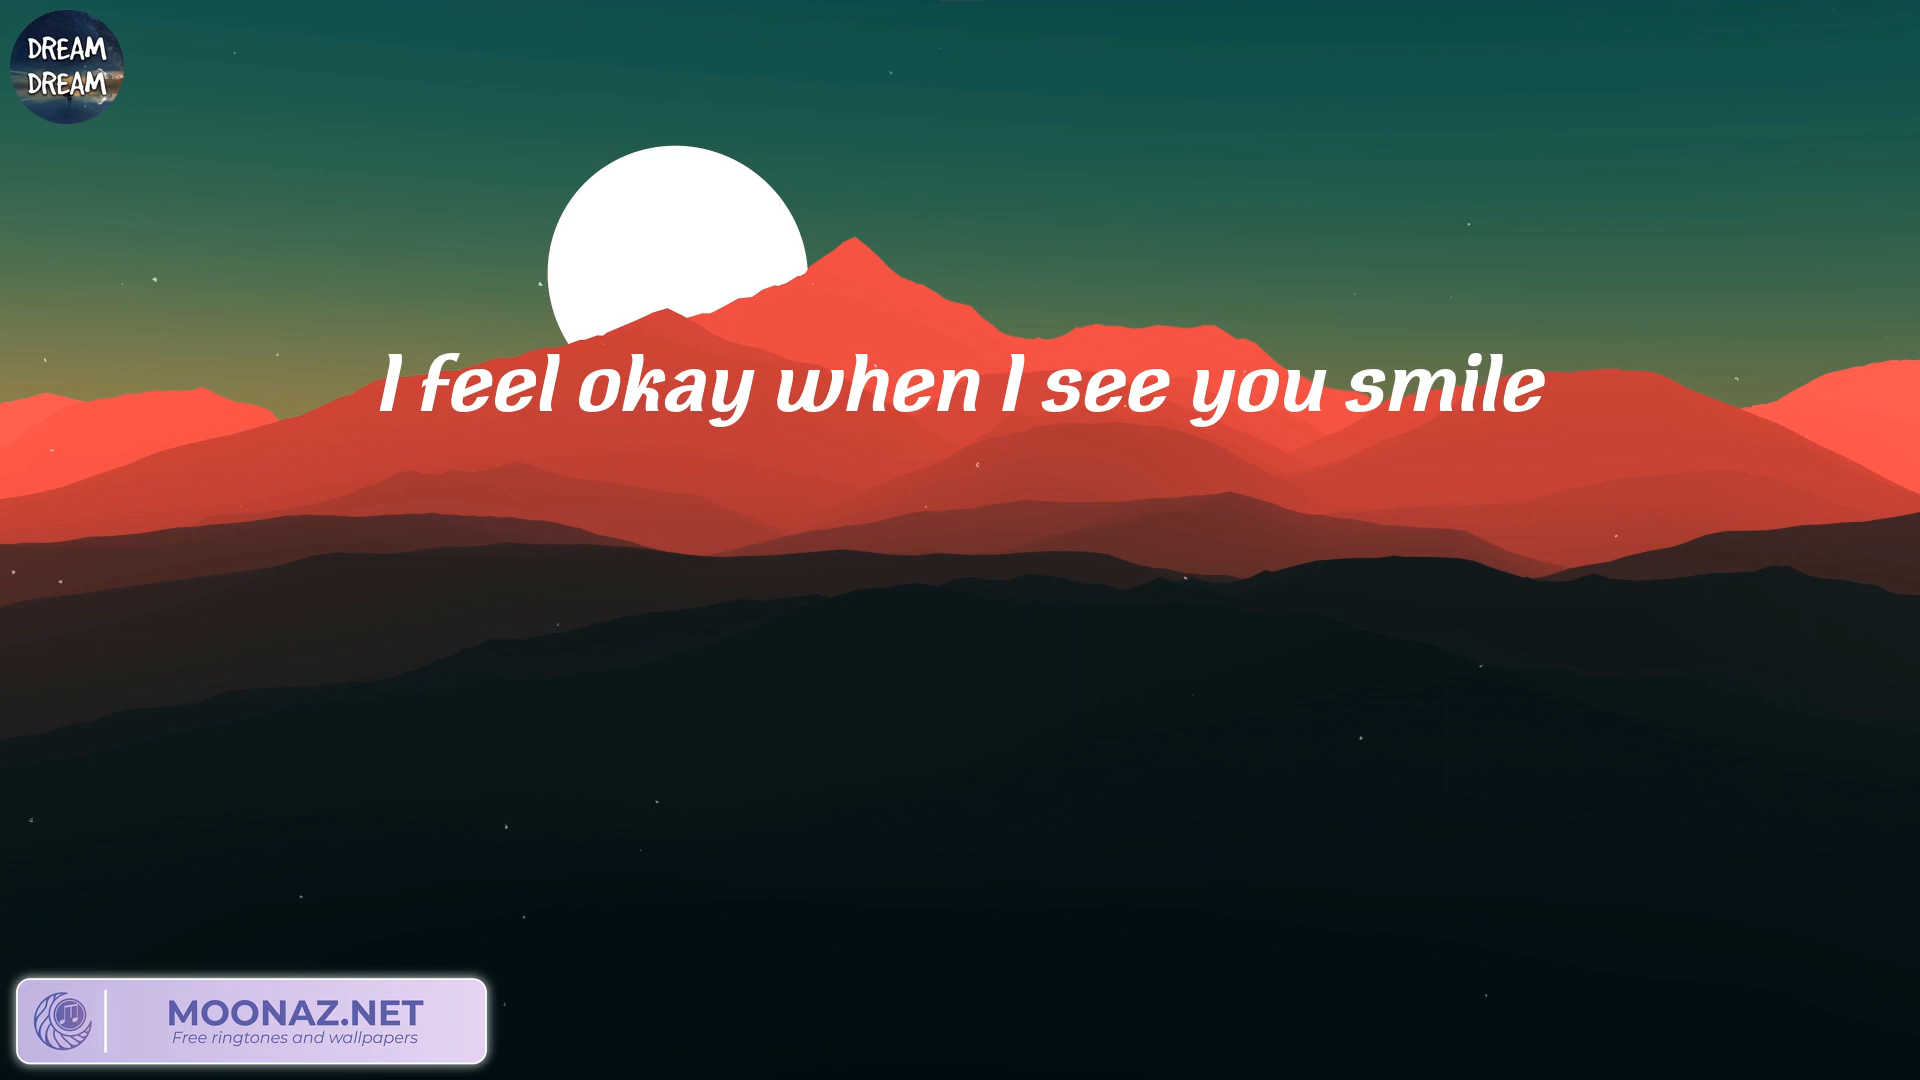 DREAM
DREAM
I feel okay when I see you smile
MOONAZ.NET
Free ringtones and wallpapers